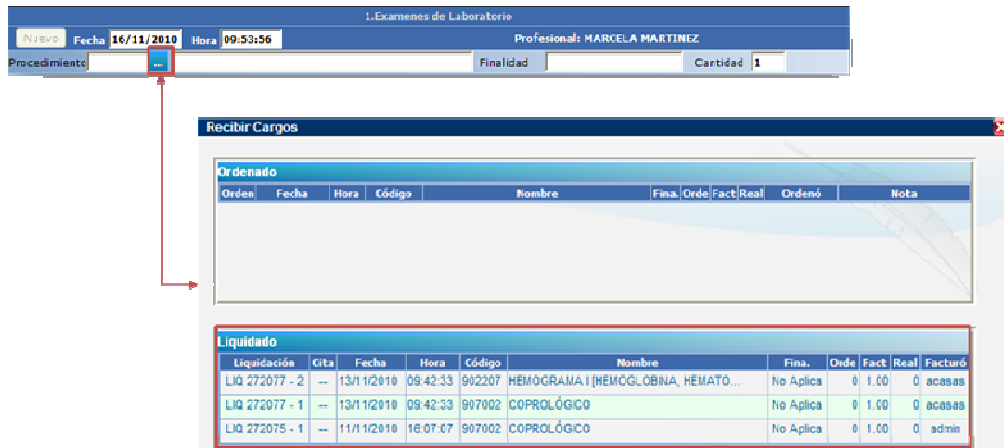 1.Examenes de Laboratorio
Nuevo Fecha 16/11/2010 Hora 09:53:56 Profesional: MARCELA MARTINEZ
Procedimiento ... Finalidad Cantidad 1
Recibir Cargos
Ordenado
Orden Fecha Hora Código Nombre Fina. Orde Fact Real Ordenó Nota
Liquidado
Liquidación Cita Fecha Hora Código Nombre Fina. Orde Fact Real Facturó
LIQ 272077 - 2 -- 13/11/2010 09:42:33 902207 HEMOGRAMA I [HEMOGLOBINA, HEMATO... No Aplica 0 1.00 0 acasas
LIQ 272077 - 1 -- 13/11/2010 09:42:33 907002 COPROLÓGICO No Aplica 0 1.00 0 acasas
LIQ 272075 - 1 -- 11/11/2010 16:07:07 907002 COPROLÓGICO No Aplica 0 1.00 0 admin